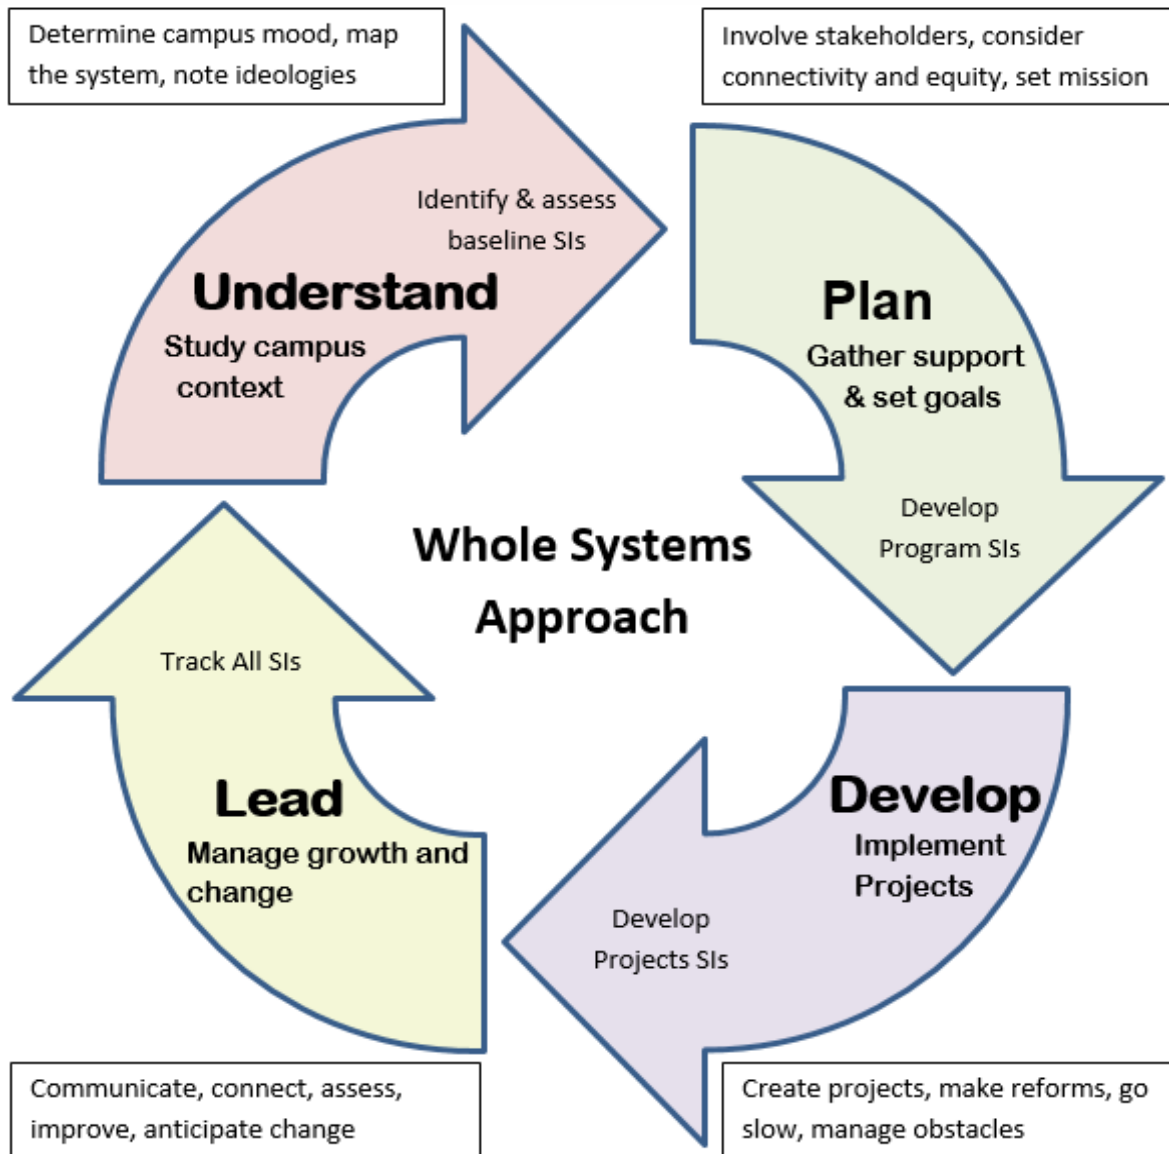 Determine campus mood, map
the system, note ideologies
Involve stakeholders, consider
connectivity and equity, set mission
Identify & assess
baseline SIs
Understand
Study campus
context
Plan
Gather support
& set goals
Develop
Program SIs
Whole Systems
Approach
Track All SIs
Lead
Manage growth and
change
Develop
Implement
Projects
Develop
Projects SIs
Communicate, connect, assess,
improve, anticipate change
Create projects, make reforms, go
slow, manage obstacles